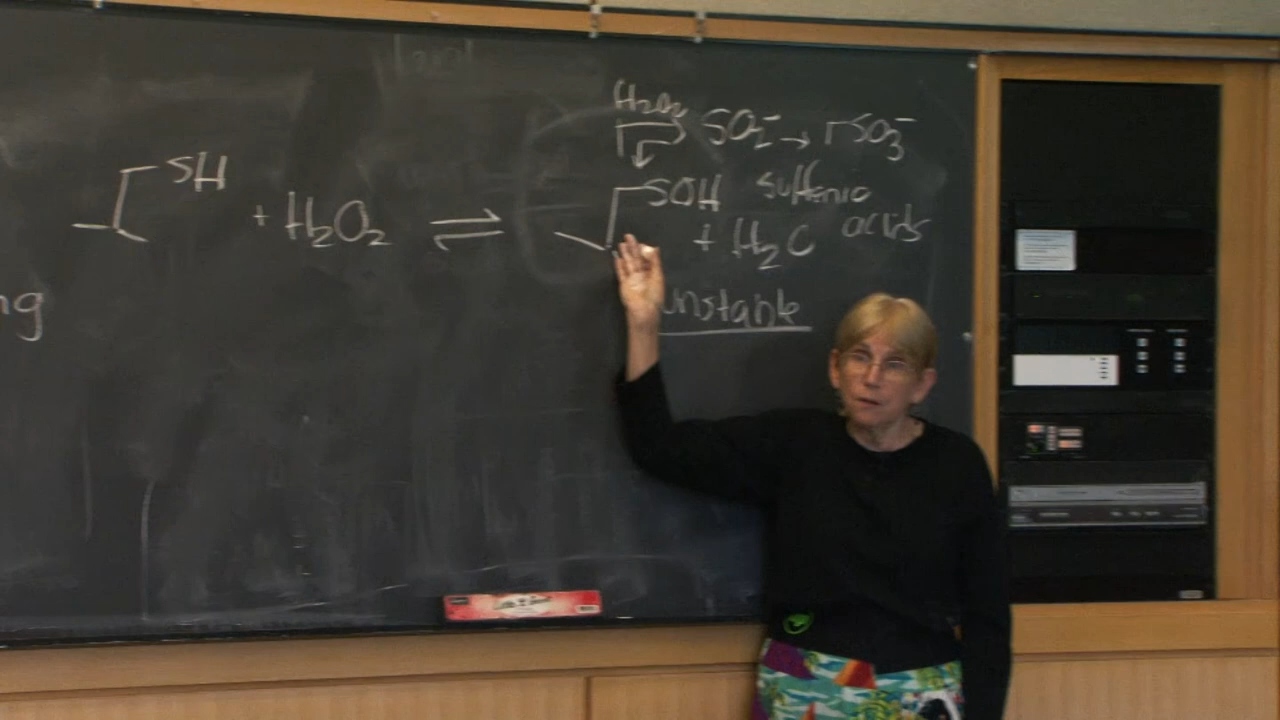 H₂O₂
SO₂⁻ → SO₃⁻
SH + H₂O₂ ⇌ SOH sulfenic
+ H₂O acids
ng
unstable